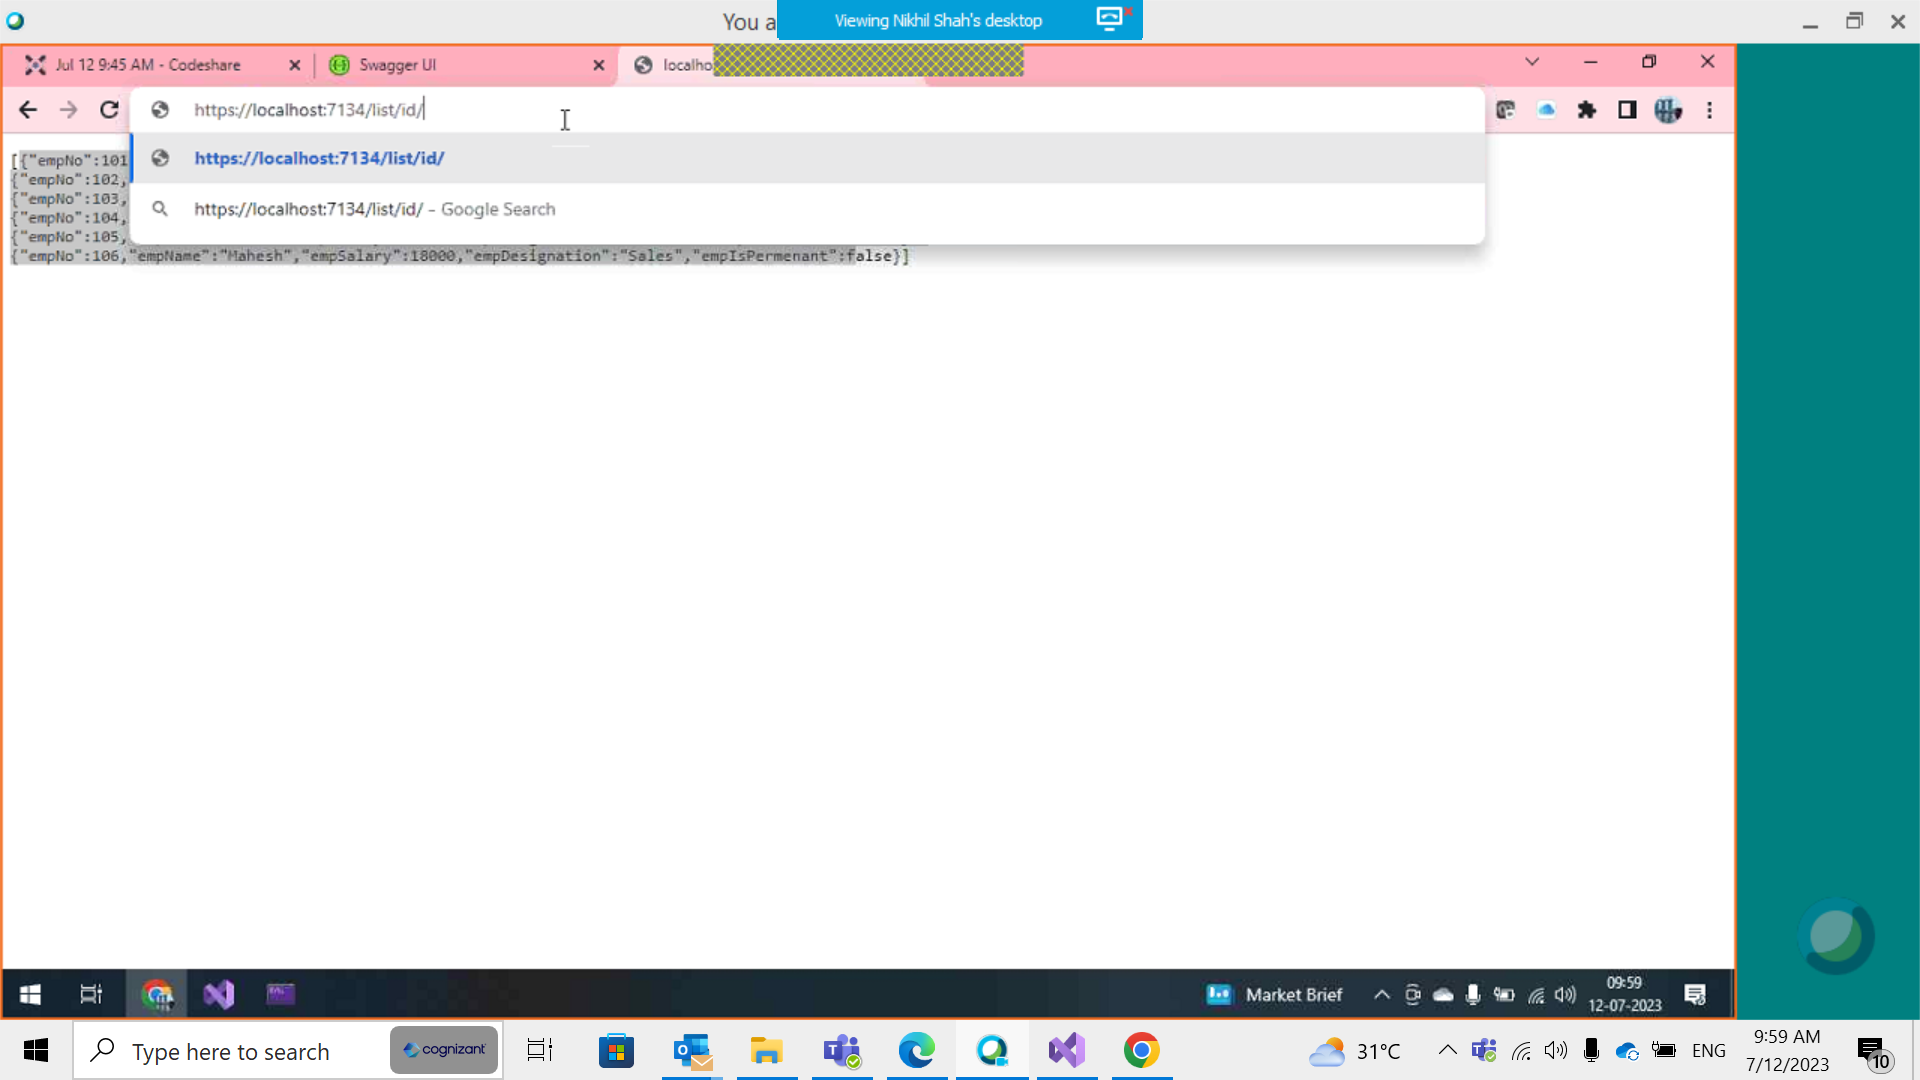 You a
Viewing Nikhil Shah's desktop
Jul 12 9:45 AM - Codeshare
Swagger UI
localho
https://localhost:7134/list/id/
https://localhost:7134/list/id/
https://localhost:7134/list/id/ - Google Search
[{"empNo":101
{"empNo":102,
{"empNo":103,
{"empNo":104,
{"empNo":105,
{"empNo":106,"empName":"Mahesh","empSalary":18000,"empDesignation":"Sales","empIsPermenant":false}]
Market Brief
09:59
12-07-2023
Type here to search
cognizant
31°C
ENG
9:59 AM
7/12/2023
10